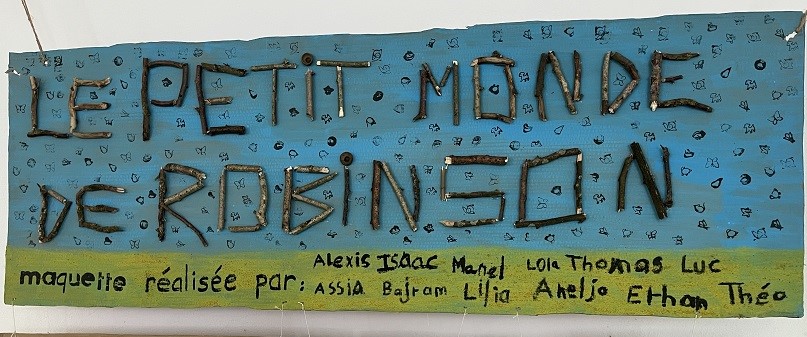 LE PETiT MONDE
DE ROBiNSON
maquette réalisée par:
Alexis ISAAC Manel Lola Thomas Luc
ASSIA Bajram Lilia Aneljo Ethan Théo